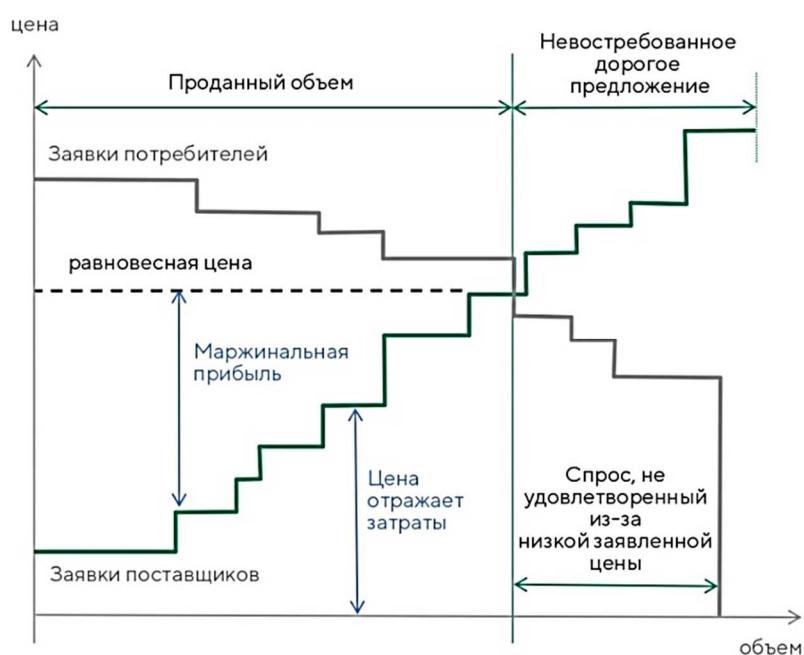 цена
Невостребованное
дорогое
предложение
Проданный объем
Заявки потребителей
равновесная цена
Маржинальная
прибыль
Цена
отражает
затраты
Спрос, не
удовлетворенный
из-за
низкой заявленной
цены
Заявки поставщиков
объем